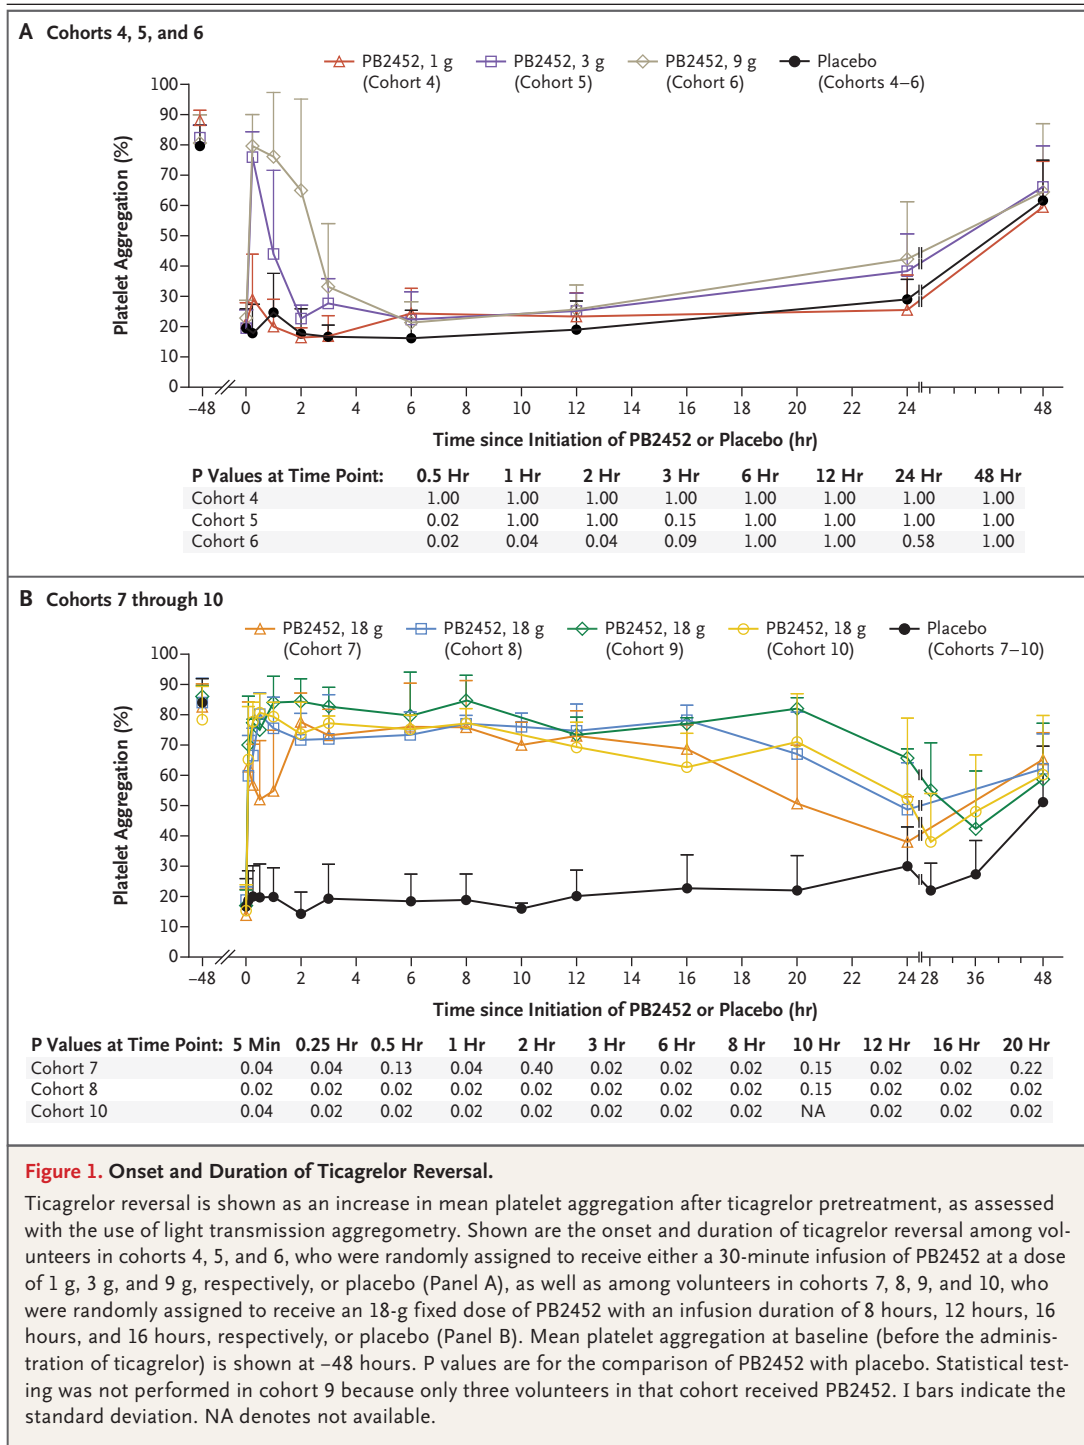 A Cohorts 4, 5, and 6
PB2452, 1 g
(Cohort 4)
PB2452, 3 g
(Cohort 5)
PB2452, 9 g
(Cohort 6)
Placebo
(Cohorts 4–6)
Platelet Aggregation (%)
100
90
80
70
60
50
40
30
20
10
0
–48 0 2 4 6 8 10 12 14 16 18 20 22 24 48
Time since Initiation of PB2452 or Placebo (hr)
P Values at Time Point: 0.5 Hr 1 Hr 2 Hr 3 Hr 6 Hr 12 Hr 24 Hr 48 Hr
Cohort 4 1.00 1.00 1.00 1.00 1.00 1.00 1.00 1.00
Cohort 5 0.02 1.00 1.00 0.15 1.00 1.00 1.00 1.00
Cohort 6 0.02 0.04 0.04 0.09 1.00 1.00 0.58 1.00
B Cohorts 7 through 10
PB2452, 18 g
(Cohort 7)
PB2452, 18 g
(Cohort 8)
PB2452, 18 g
(Cohort 9)
PB2452, 18 g
(Cohort 10)
Placebo
(Cohorts 7–10)
Platelet Aggregation (%)
100
90
80
70
60
50
40
30
20
10
0
–48 0 2 4 6 8 10 12 14 16 18 20 22 24 28 36 48
Time since Initiation of PB2452 or Placebo (hr)
P Values at Time Point: 5 Min 0.25 Hr 0.5 Hr 1 Hr 2 Hr 3 Hr 6 Hr 8 Hr 10 Hr 12 Hr 16 Hr 20 Hr
Cohort 7 0.04 0.04 0.13 0.04 0.40 0.02 0.02 0.02 0.15 0.02 0.02 0.22
Cohort 8 0.02 0.02 0.02 0.02 0.02 0.02 0.02 0.02 0.15 0.02 0.02 0.02
Cohort 10 0.04 0.02 0.02 0.02 0.02 0.02 0.02 0.02 NA 0.02 0.02 0.02
Figure 1. Onset and Duration of Ticagrelor Reversal.
Ticagrelor reversal is shown as an increase in mean platelet aggregation after ticagrelor pretreatment, as assessed
with the use of light transmission aggregometry. Shown are the onset and duration of ticagrelor reversal among vol-
unteers in cohorts 4, 5, and 6, who were randomly assigned to receive either a 30-minute infusion of PB2452 at a dose
of 1 g, 3 g, and 9 g, respectively, or placebo (Panel A), as well as among volunteers in cohorts 7, 8, 9, and 10, who
were randomly assigned to receive an 18-g fixed dose of PB2452 with an infusion duration of 8 hours, 12 hours, 16
hours, and 16 hours, respectively, or placebo (Panel B). Mean platelet aggregation at baseline (before the adminis-
tration of ticagrelor) is shown at –48 hours. P values are for the comparison of PB2452 with placebo. Statistical test-
ing was not performed in cohort 9 because only three volunteers in that cohort received PB2452. I bars indicate the
standard deviation. NA denotes not available.